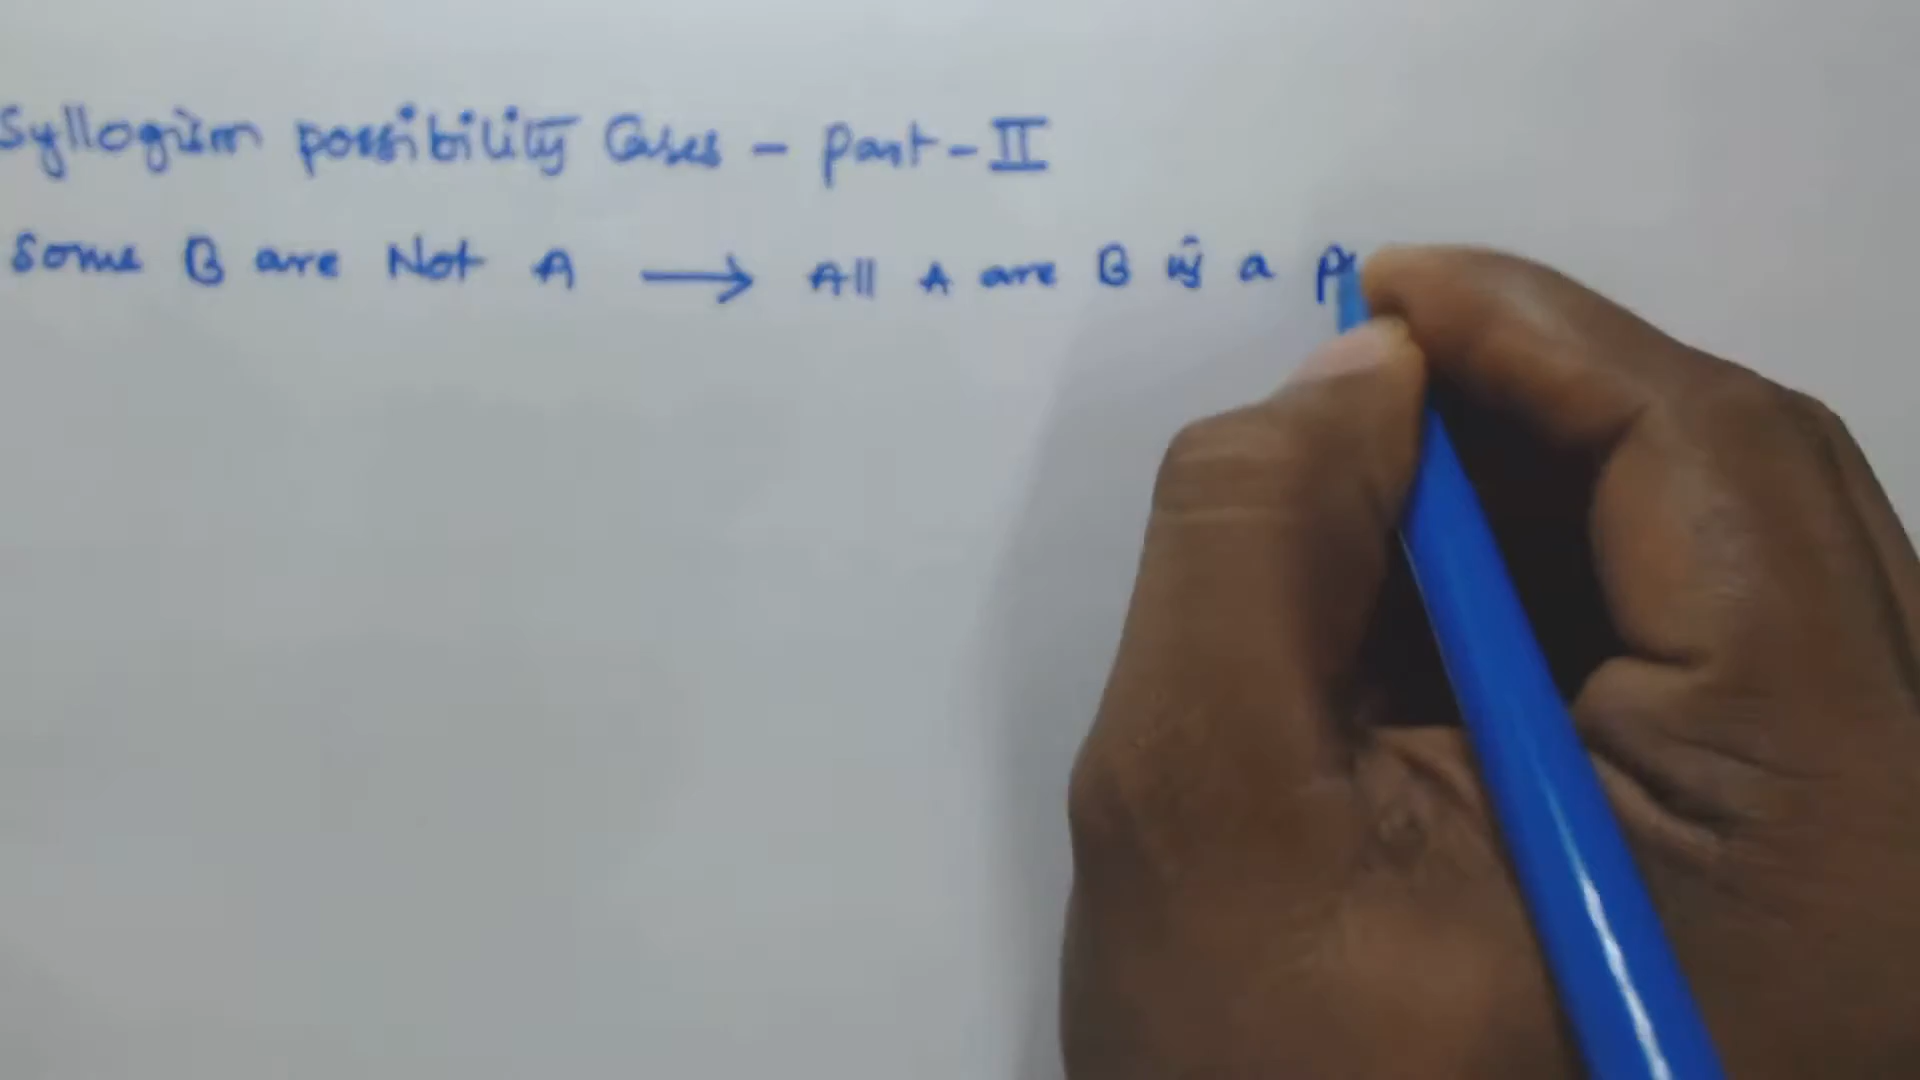 Syllogism possibility Cases - part - II
Some B are Not A → All A are B is a